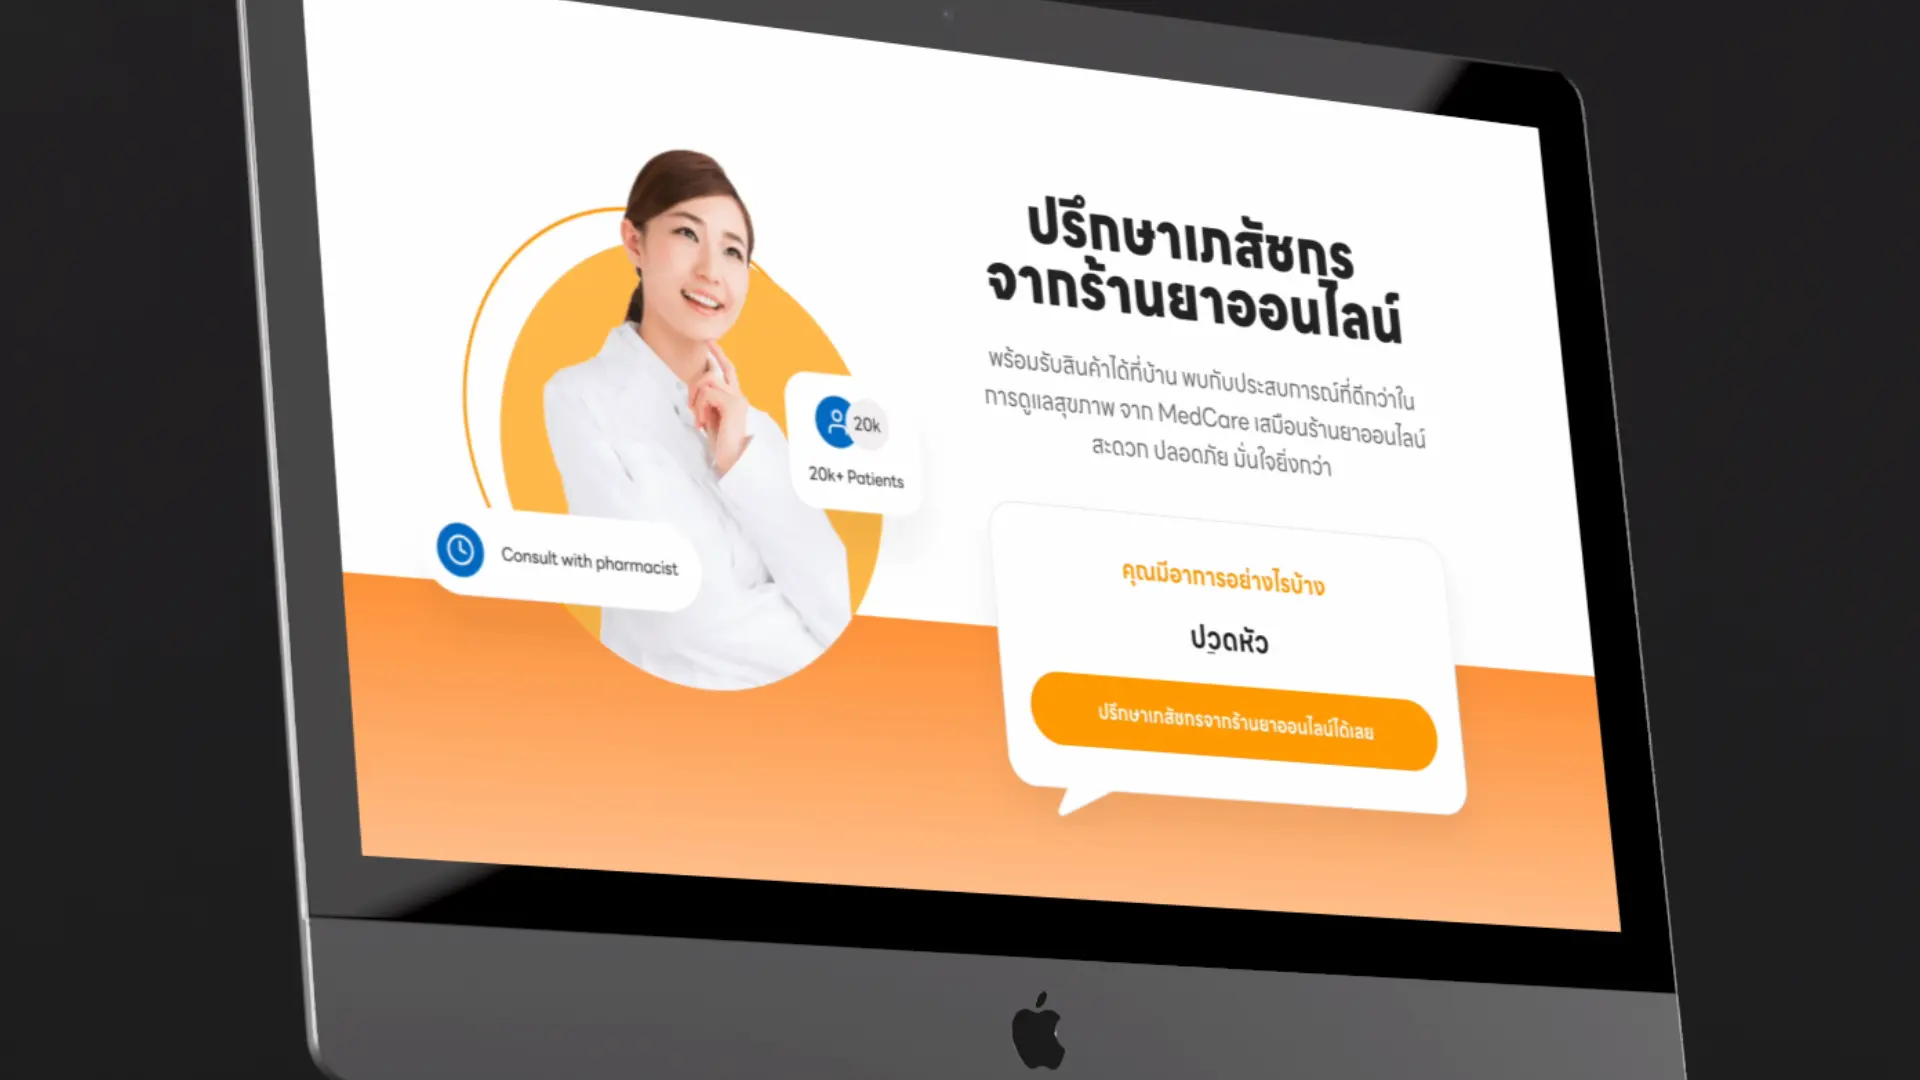 ปรึกษาเภสัชกร
จากร้านยาออนไลน์
พร้อมรับสินค้าได้ที่บ้าน พบกับประสบการณ์ที่ดีกว่าใน
การดูแลสุขภาพ จาก MedCare เสมือนร้านยาออนไลน์
สะดวก ปลอดภัย มั่นใจยิ่งกว่า
20k
20k+ Patients
Consult with pharmacist
คุณมีอาการอย่างไรบ้าง
ปวดหัว
ปรึกษาเภสัชกรจากร้านยาออนไลน์ได้เลย